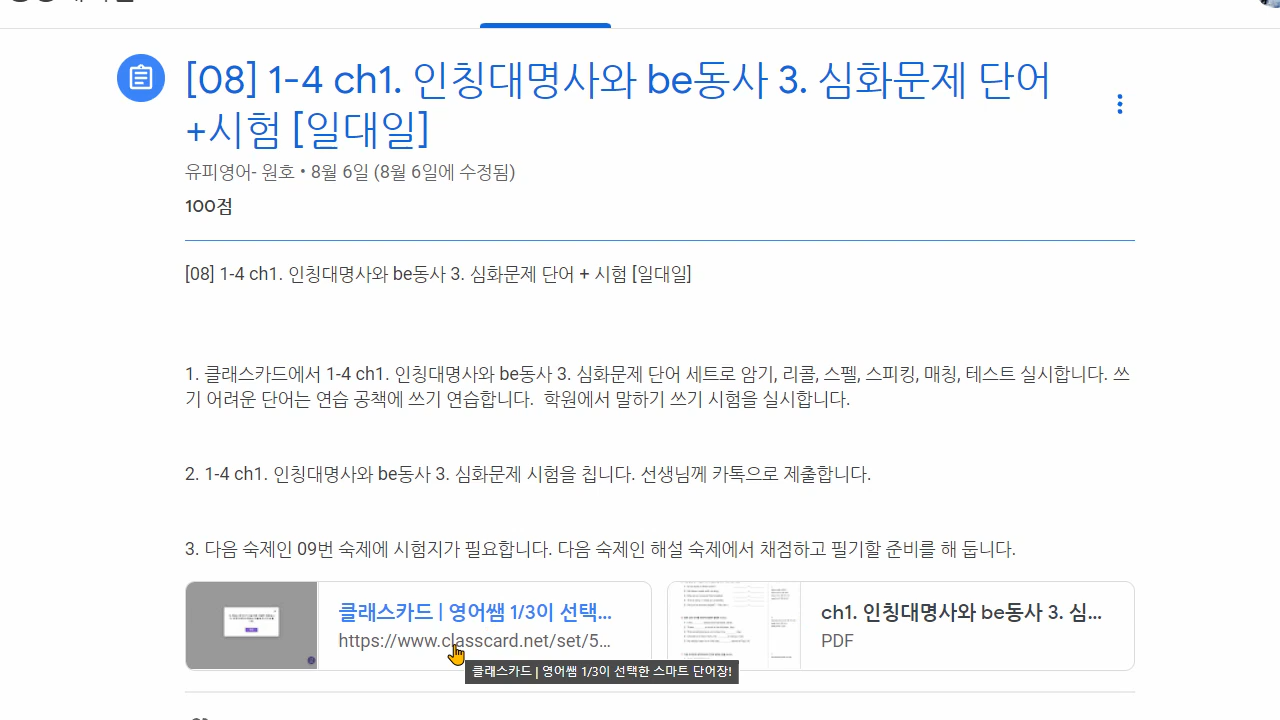 [08] 1-4 ch1. 인칭대명사와 be동사 3. 심화문제 단어
+시험 [일대일]
유피영어- 원호 • 8월 6일 (8월 6일에 수정됨)
100점
[08] 1-4 ch1. 인칭대명사와 be동사 3. 심화문제 단어 + 시험 [일대일]
1. 클래스카드에서 1-4 ch1. 인칭대명사와 be동사 3. 심화문제 단어 세트로 암기, 리콜, 스펠, 스피킹, 매칭, 테스트 실시합니다. 쓰
기 어려운 단어는 연습 공책에 쓰기 연습합니다.  학원에서 말하기 쓰기 시험을 실시합니다.
2. 1-4 ch1. 인칭대명사와 be동사 3. 심화문제 시험을 칩니다. 선생님께 카톡으로 제출합니다.
3. 다음 숙제인 09번 숙제에 시험지가 필요합니다. 다음 숙제인 해설 숙제에서 채점하고 필기할 준비를 해 둡니다.
클래스카드 | 영어쌤 1/3이 선택...
https://www.classcard.net/set/5...
ch1. 인칭대명사와 be동사 3. 심...
PDF
클래스카드 | 영어쌤 1/3이 선택한 스마트 단어장!